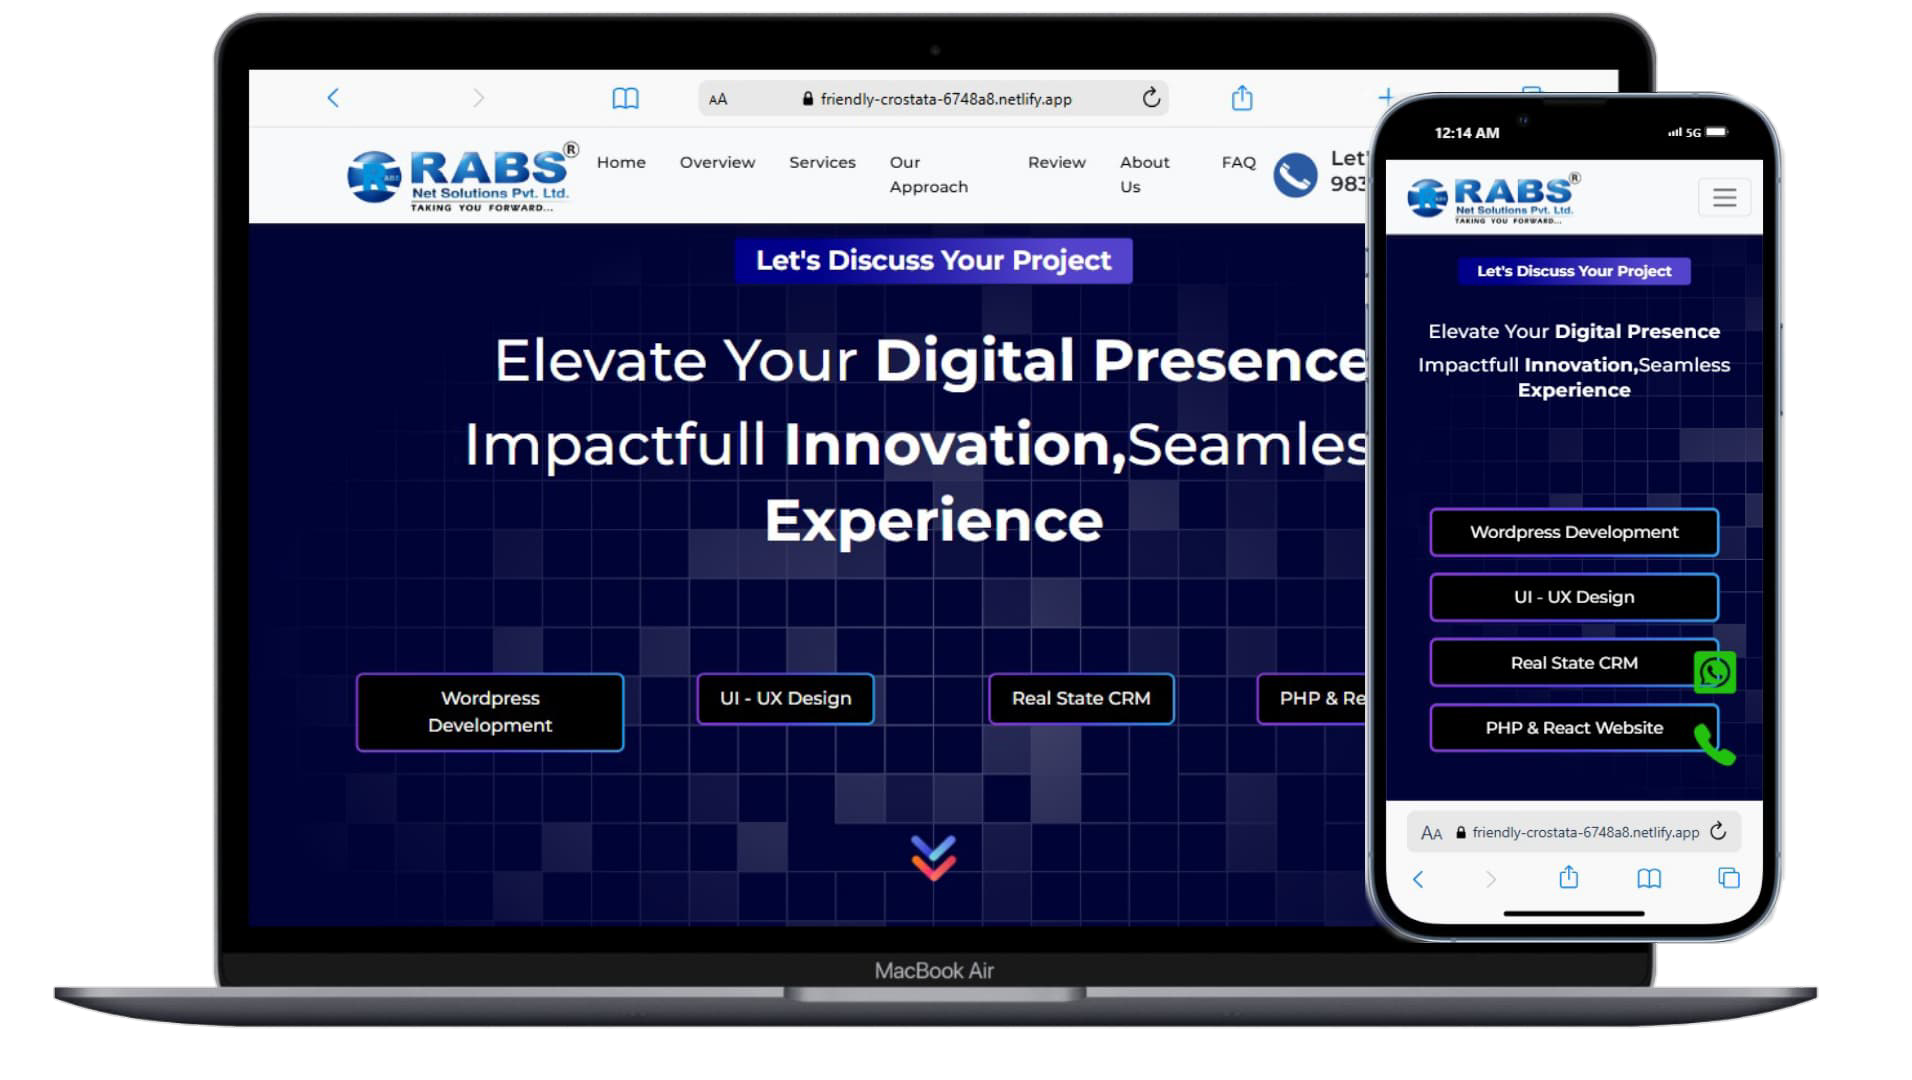 AA friendly-crostata-6748a8.netlify.app
RABS®
Net Solutions Pvt. Ltd.
TAKING YOU FORWARD...
Home Overview Services Our Approach Review About Us FAQ
Let'
983
Let's Discuss Your Project
Elevate Your Digital Presence
Impactfull Innovation,Seamles
Experience
Wordpress
Development
UI - UX Design
Real State CRM
PHP & Re
MacBook Air
12:14 AM 5G
RABS®
Net Solutions Pvt. Ltd.
TAKING YOU FORWARD...
Let's Discuss Your Project
Elevate Your Digital Presence
Impactfull Innovation,Seamless
Experience
Wordpress Development
UI - UX Design
Real State CRM
PHP & React Website
AA friendly-crostata-6748a8.netlify.app